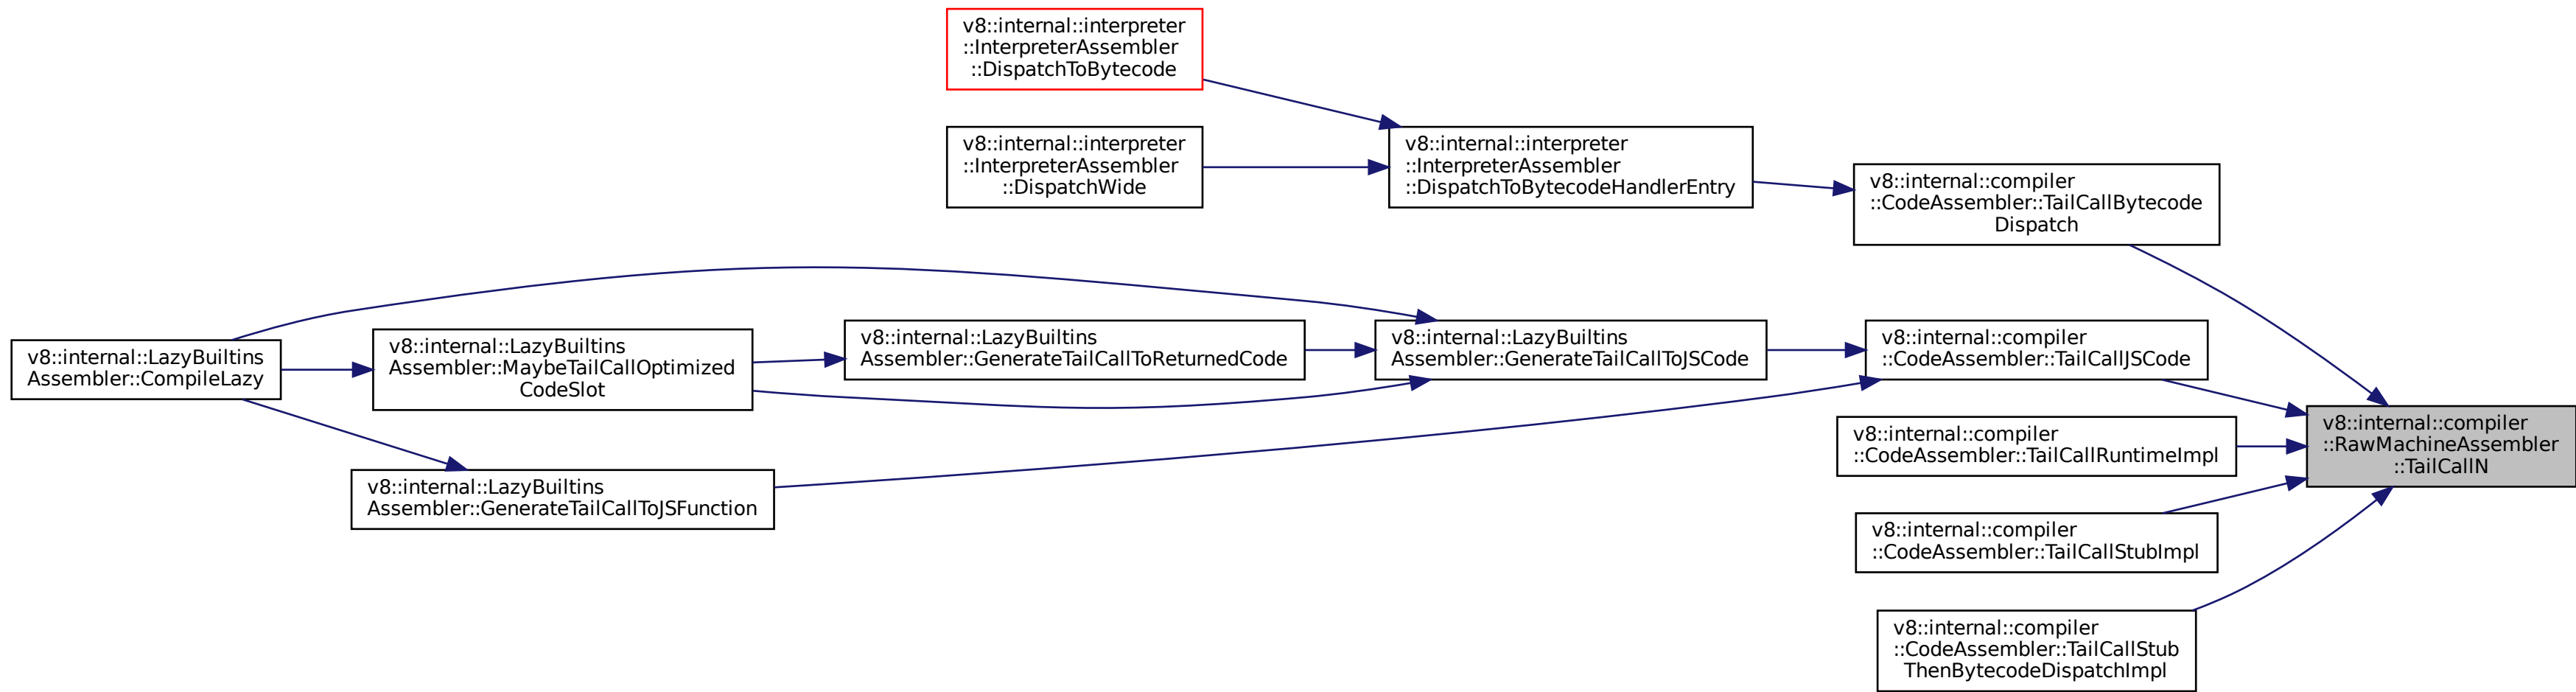 v8::internal::interpreter
::InterpreterAssembler
::DispatchToBytecode
v8::internal::interpreter
::InterpreterAssembler
::DispatchWide
v8::internal::interpreter
::InterpreterAssembler
::DispatchToBytecodeHandlerEntry
v8::internal::compiler
::CodeAssembler::TailCallBytecode
Dispatch
v8::internal::LazyBuiltins
Assembler::CompileLazy
v8::internal::LazyBuiltins
Assembler::MaybeTailCallOptimized
CodeSlot
v8::internal::LazyBuiltins
Assembler::GenerateTailCallToReturnedCode
v8::internal::LazyBuiltins
Assembler::GenerateTailCallToJSCode
v8::internal::compiler
::CodeAssembler::TailCallJSCode
v8::internal::compiler
::CodeAssembler::TailCallRuntimeImpl
v8::internal::compiler
::RawMachineAssembler
::TailCallN
v8::internal::LazyBuiltins
Assembler::GenerateTailCallToJSFunction
v8::internal::compiler
::CodeAssembler::TailCallStubImpl
v8::internal::compiler
::CodeAssembler::TailCallStub
ThenBytecodeDispatchImpl